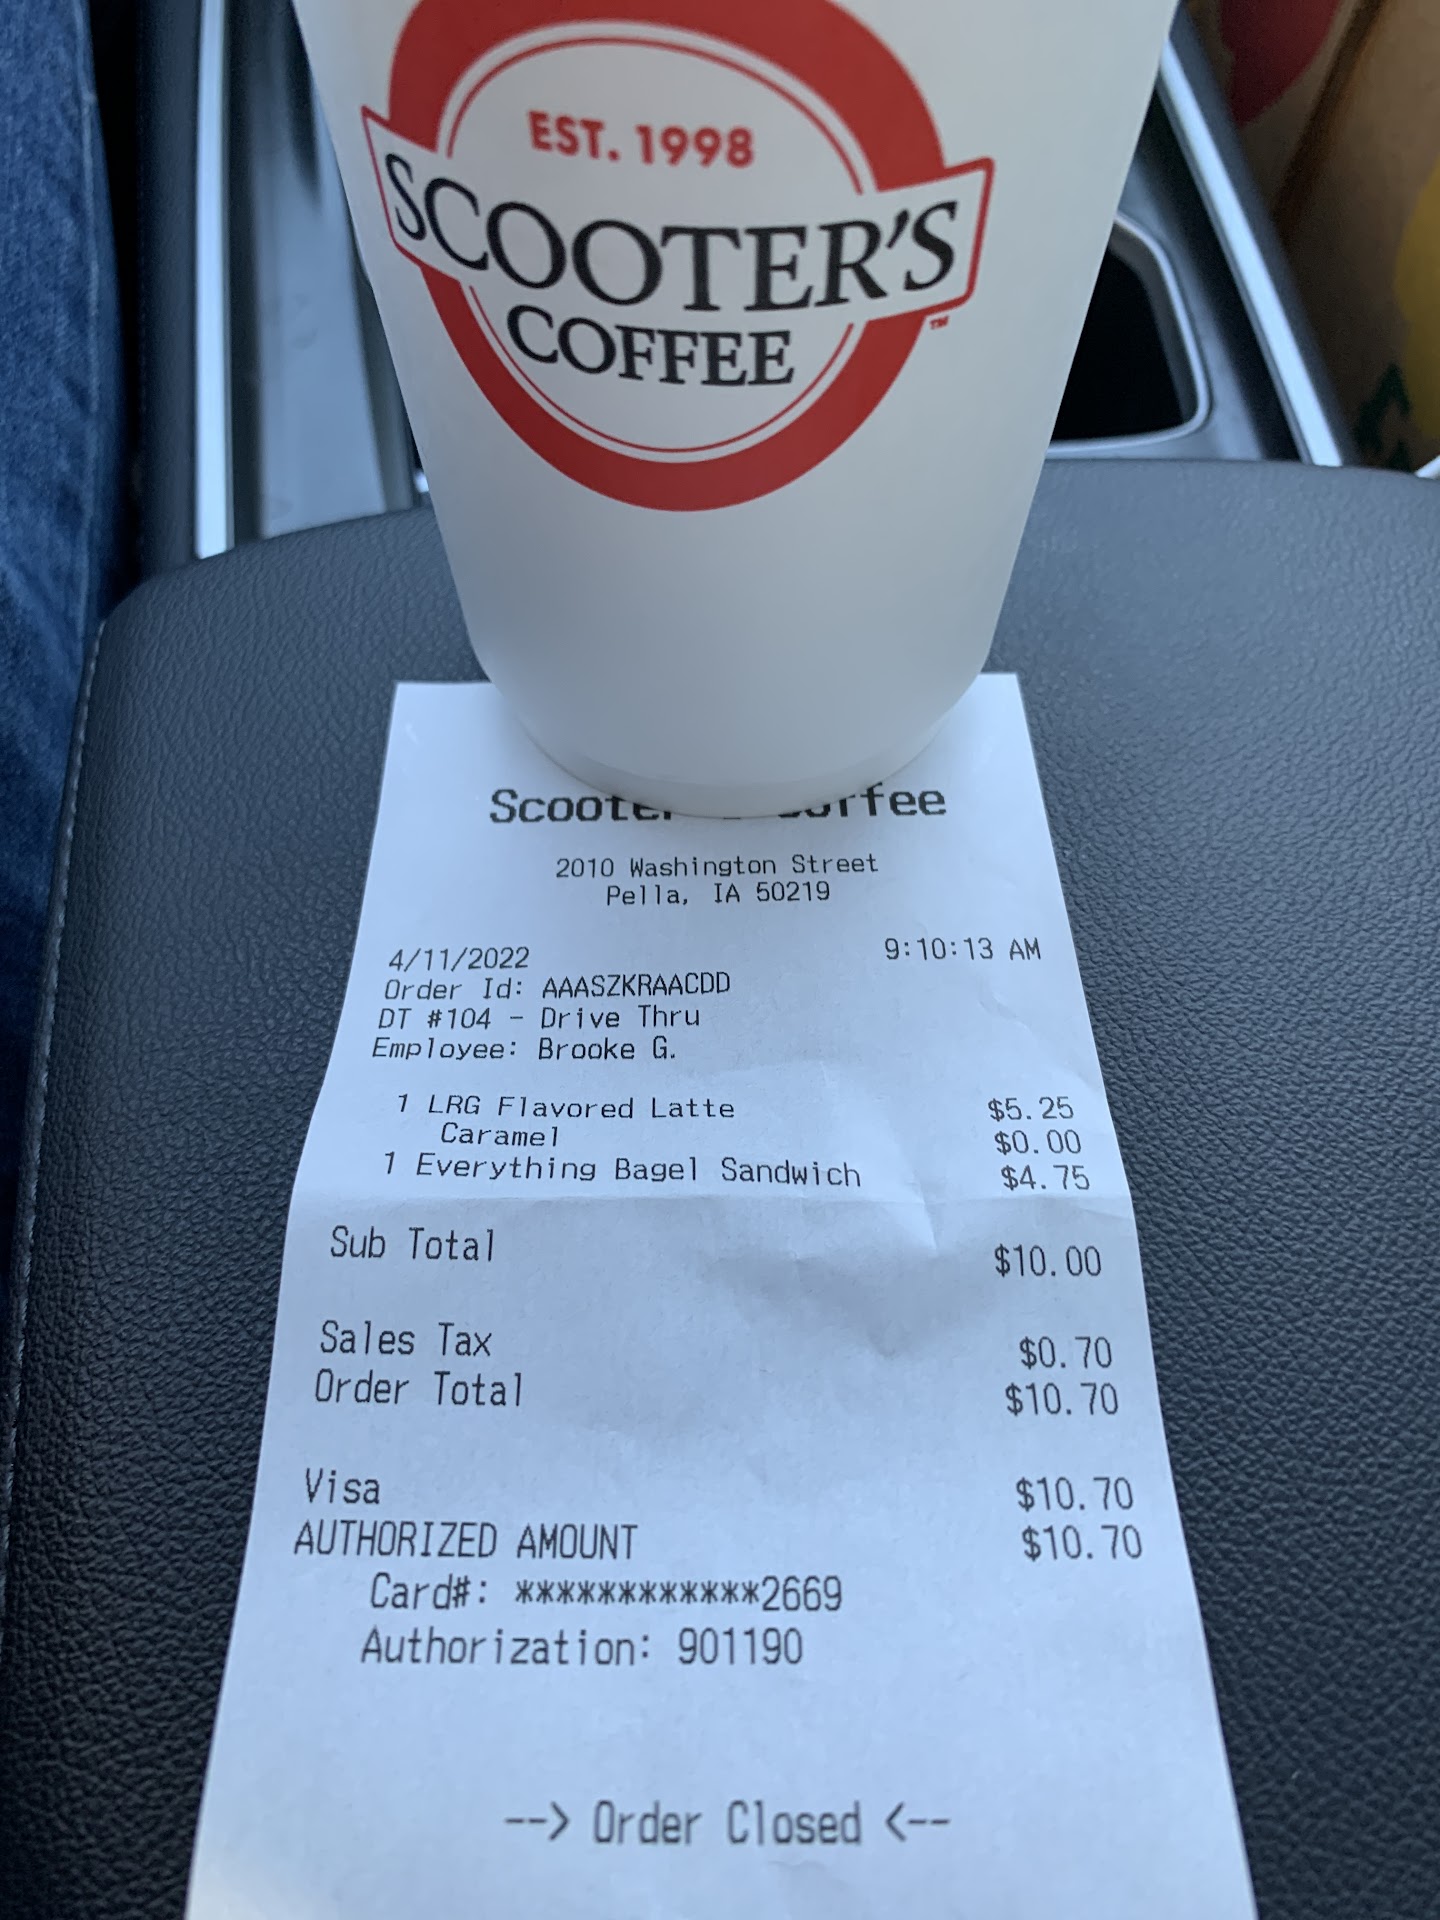 EST. 1998
SCOOTER'S
COFFEE
™
2010 Washington Street
Pella, IA 50219
4/11/2022 9:10:13 AM
Order Id: AAASZKRAACDD
DT #104 - Drive Thru
Employee: Brooke G.
1 LRG Flavored Latte $5.25
Caramel $0.00
1 Everything Bagel Sandwich $4.75
Sub Total $10.00
Sales Tax $0.70
Order Total $10.70
Visa $10.70
AUTHORIZED AMOUNT $10.70
Card#: ************2669
Authorization: 901190
--> Order Closed <--